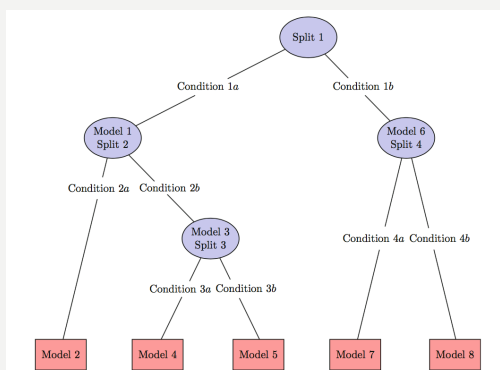 Split 1
Condition 1a
Condition 1b
Model 1
Split 2
Model 6
Split 4
Condition 2a
Condition 2b
Model 3
Split 3
Condition 4a
Condition 4b
Condition 3a
Condition 3b
Model 2
Model 4
Model 5
Model 7
Model 8